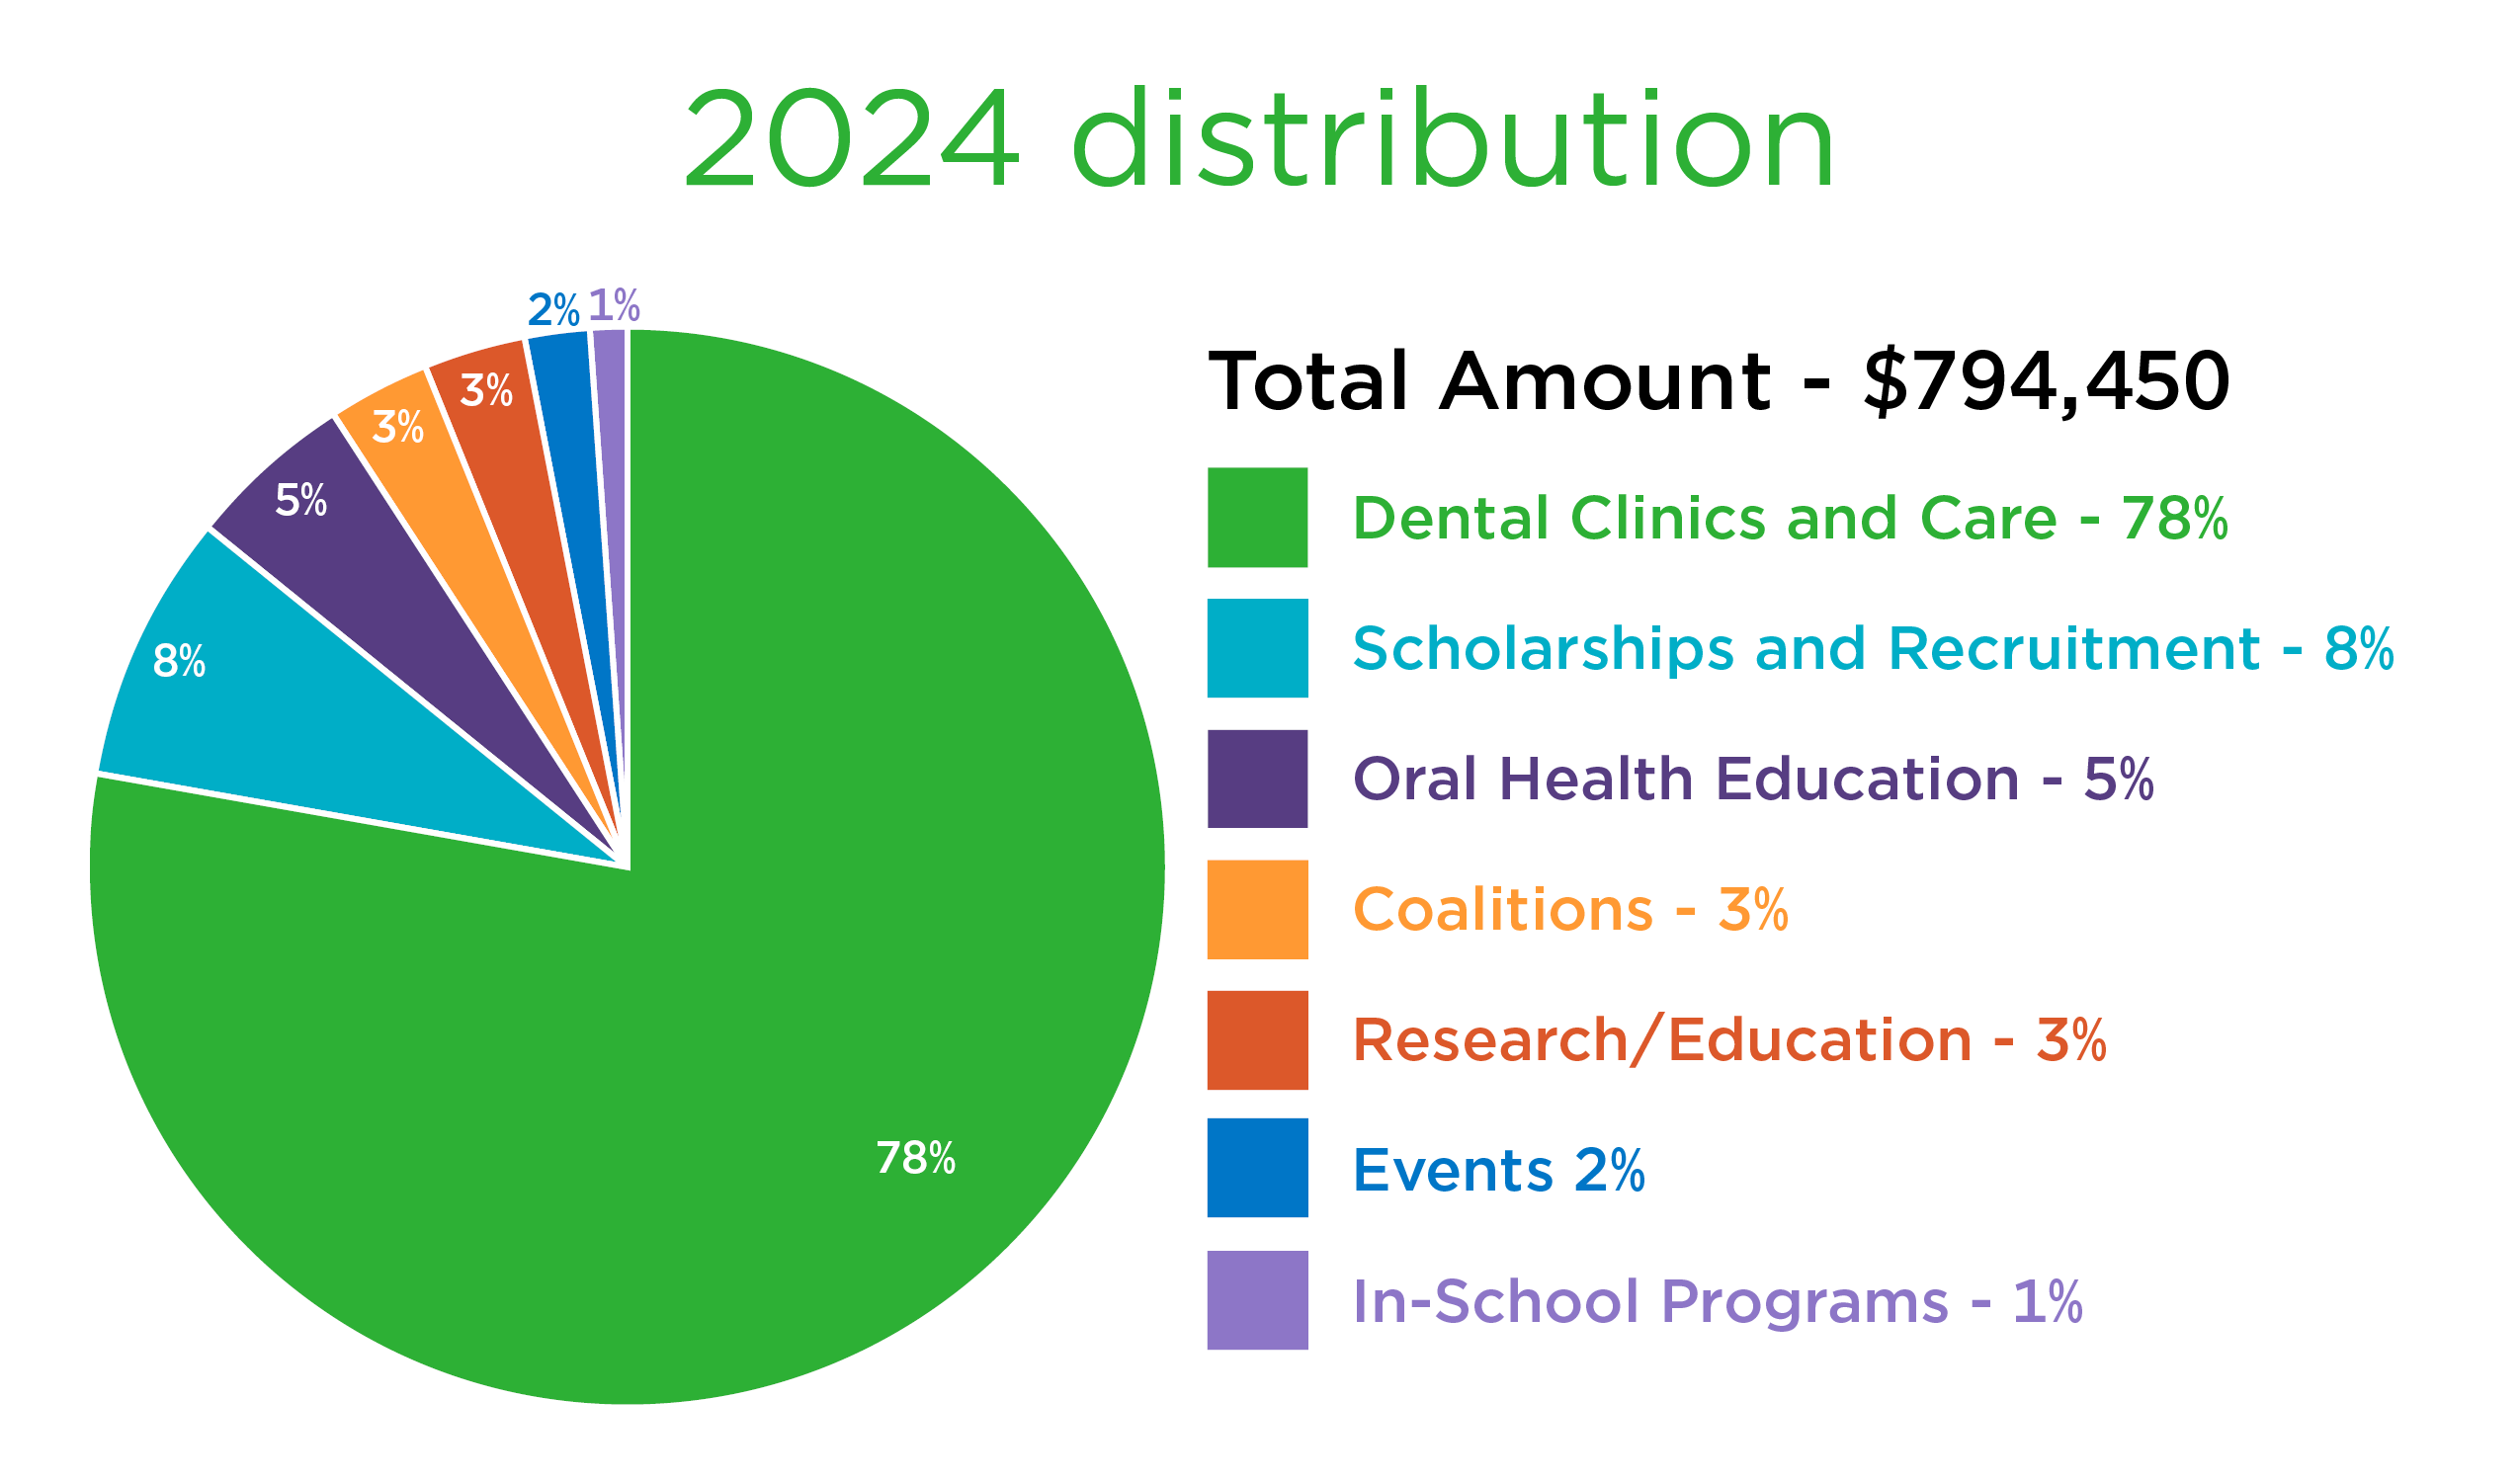 2024 distribution
2% 1%
3%
3%
5%
8%
78%
Total Amount - $794,450
Dental Clinics and Care - 78%
Scholarships and Recruitment - 8%
Oral Health Education - 5%
Coalitions - 3%
Research/Education - 3%
Events 2%
In-School Programs - 1%